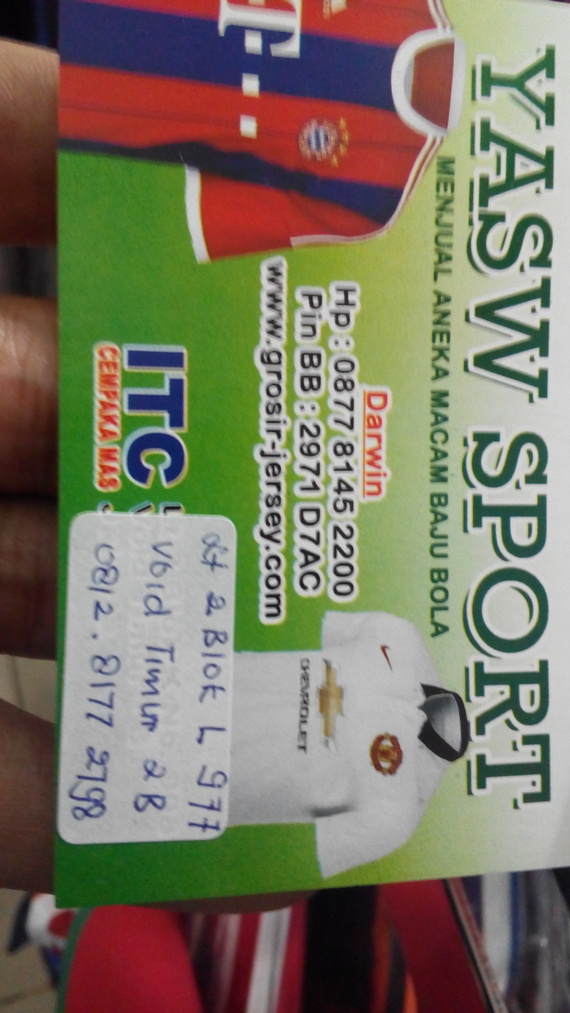 YASW SPORT
MENJUAL ANEKA MACAM BAJU BOLA
Darwin
Hp : 0877 8145 2200
Pin BB : 2971 D7AC
www.grosir-jersey.com
T
CHEVROLET
ITC
CEMPAKA MAS
Lt 2 Blok L 977
Void Timur 2B
0812. 8177 2798